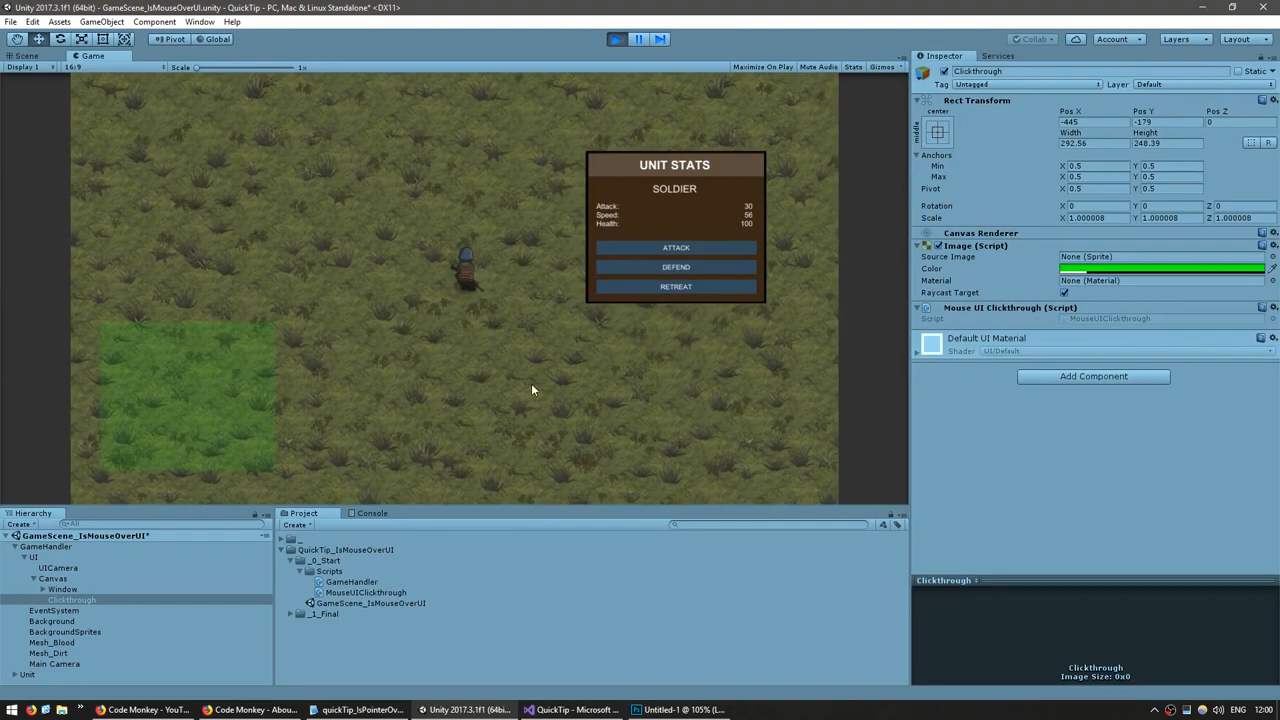 Unity 2017.3.1f1 (64bit) - GameScene_IsMouseOverUI.unity - QuickTip - PC, Mac & Linux Standalone* <DX11>
File Edit Assets GameObject Component Window Help
Pivot Global Collab Account Layers Layout
Scene Game Inspector Services
Display 1 16:9 Scale 1x Maximize On Play Mute Audio Stats Gizmos
Clickthrough Static
Tag Untagged Layer Default
Rect Transform
center
middle
Pos X Pos Y Pos Z
-445 -179 0
Width Height
292.56 248.39
R
Anchors
Min X 0.5 Y 0.5
Max X 0.5 Y 0.5
Pivot X 0.5 Y 0.5
Rotation X 0 Y 0 Z 0
Scale X 1.000008 Y 1.000008 Z 1.000008
Canvas Renderer
Image (Script)
Source Image None (Sprite)
Color
Material None (Material)
Raycast Target
Mouse UI Clickthrough (Script)
Script MouseUIClickthrough
Default UI Material
Shader UI/Default
Add Component
UNIT STATS
SOLDIER
Attack: 30
Speed: 56
Health: 100
ATTACK
DEFEND
RETREAT
Hierarchy
Create All
GameScene_IsMouseOverUI*
GameHandler
UI
UICamera
Canvas
Window
Clickthrough
EventSystem
Background
BackgroundSprites
Mesh_Blood
Mesh_Dirt
Main Camera
Unit
Project Console
Create
_
QuickTip_IsMouseOverUI
_0_Start
Scripts
GameHandler
MouseUIClickthrough
GameScene_IsMouseOverUI
_1_Final
Clickthrough
Clickthrough
Image Size: 0x0
Code Monkey - YouT... Code Monkey - Abou... quickTip_IsPointerOv... Unity 2017.3.1f1 (64bi... QuickTip - Microsoft ... Untitled-1 @ 105% (L... 12:00